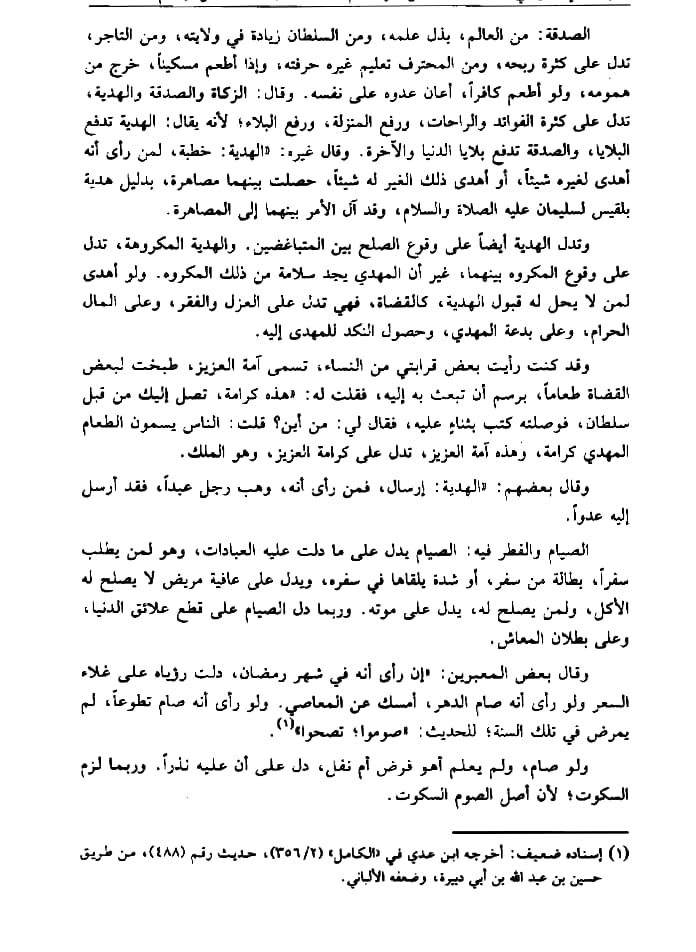 الصدقة: من العالم، بذل علمه، ومن السلطان زيادة في ولايته، ومن التاجر،
تدل على كثرة ربحه، ومن المحترف تعليم غيره حرفته، وإذا أطعم مسكيناً، خرج من
همومه، ولو أطعم كافراً، أعان عدوه على نفسه. وقال: الزكاة والصدقة والهدية،
تدل على كثرة الفوائد والراحات، ورفع المنزلة، ورفع البلاء؛ لأنه يقال: الهدية تدفع
البلايا، والصدقة تدفع بلايا الدنيا والآخرة. وقال غيره: «الهدية: خطبة، لمن رأى أنه
أهدى لغيره شيئاً، أو أهدى ذلك الغير له شيئاً، حصلت بينهما مصاهرة، بدليل هدية
بلقيس لسليمان عليه الصلاة والسلام، وقد آل الأمر بينهما إلى المصاهرة.
وتدل الهدية أيضاً على وقوع الصلح بين المتباغضين. والهدية المكروهة، تدل
على وقوع المكروه بينهما، غير أن المهدي يجد سلامة من ذلك المكروه. ولو أهدى
لمن لا يحل له قبول الهدية، كالقضاة، فهي تدل على العزل والفقر، وعلى المال
الحرام، وعلى بدعة المهدي، وحصول النكد للمهدى إليه.
وقد كنت رأيت بعض قرابتي من النساء، تسمى آمة العزيز، طبخت لبعض
القضاة طعاماً، برسم أن تبعث به إليه، فقلت له: «هذه كرامة، تصل إليك من قبل
سلطان، فوصلته كتب بثناءٍ عليه، فقال لي: من أين؟ قلت: الناس يسمون الطعام
المهدي كرامة، وهذه آمة العزيز، تدل على كرامة العزيز، وهو الملك.
وقال بعضهم: «الهدية: إرسال، فمن رأى أنه، وهب رجل عبداً، فقد أرسل
إليه عدواً.
الصيام والفطر فيه: الصيام يدل على ما دلت عليه العبادات، وهو لمن يطلب
سفراً، بطالة من سفر، أو شدة يلقاها في سفره، ويدل على عافية مريض لا يصلح له
الأكل، ولمن يصلح له، يدل على موته. وربما دل الصيام على قطع علائق الدنيا،
وعلى بطلان المعاش.
وقال بعض المعبرين: «إن رأى أنه في شهر رمضان، دلت رؤياه على غلاء
السعر ولو رأى أنه صام الدهر، أمسك عن المعاصي. ولو رأى أنه صام تطوعاً، لم
يمرض في تلك السنة؛ للحديث: «صوموا؛ تصحوا»(١).
ولو صام، ولم يعلم أهو فرض أم نفل، دل على أن عليه نذراً. وربما لزم
السكوت؛ لأن أصل الصوم السكوت.
(١) إسناده ضعيف: أخرجه ابن عدي في «الكامل» (٣٥٦/٢)، حديث رقم (٤٨٨)، من طريق
حسين بن عبد الله بن أبي دبيرة، وضعفه الألباني.